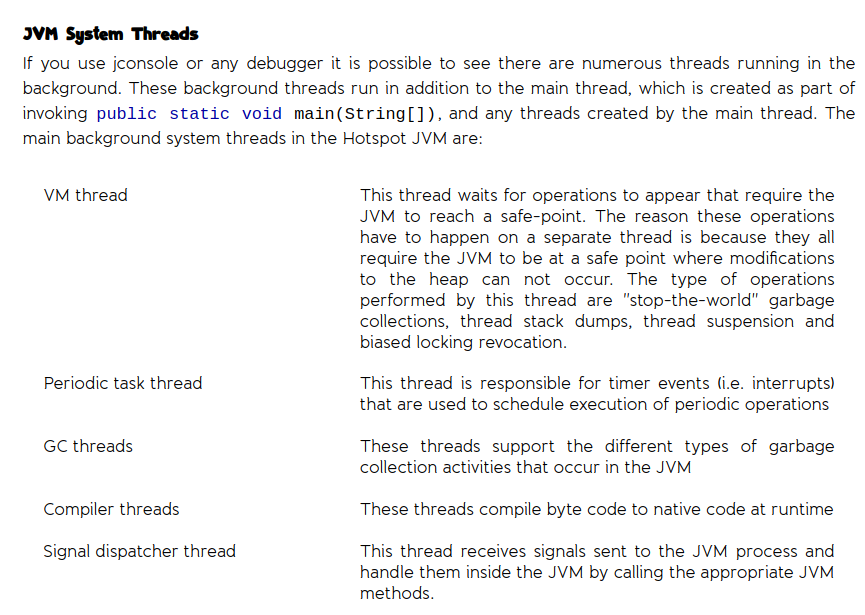 JVM System Threads
If you use jconsole or any debugger it is possible to see there are numerous threads running in the
background. These background threads run in addition to the main thread, which is created as part of
invoking public static void main(String[]), and any threads created by the main thread. The
main background system threads in the Hotspot JVM are:
VM thread
This thread waits for operations to appear that require the
JVM to reach a safe-point. The reason these operations
have to happen on a separate thread is because they all
require the JVM to be at a safe point where modifications
to the heap can not occur. The type of operations
performed by this thread are "stop-the-world" garbage
collections, thread stack dumps, thread suspension and
biased locking revocation.
Periodic task thread
This thread is responsible for timer events (i.e. interrupts)
that are used to schedule execution of periodic operations
GC threads
These threads support the different types of garbage
collection activities that occur in the JVM
Compiler threads
These threads compile byte code to native code at runtime
Signal dispatcher thread
This thread receives signals sent to the JVM process and
handle them inside the JVM by calling the appropriate JVM
methods.